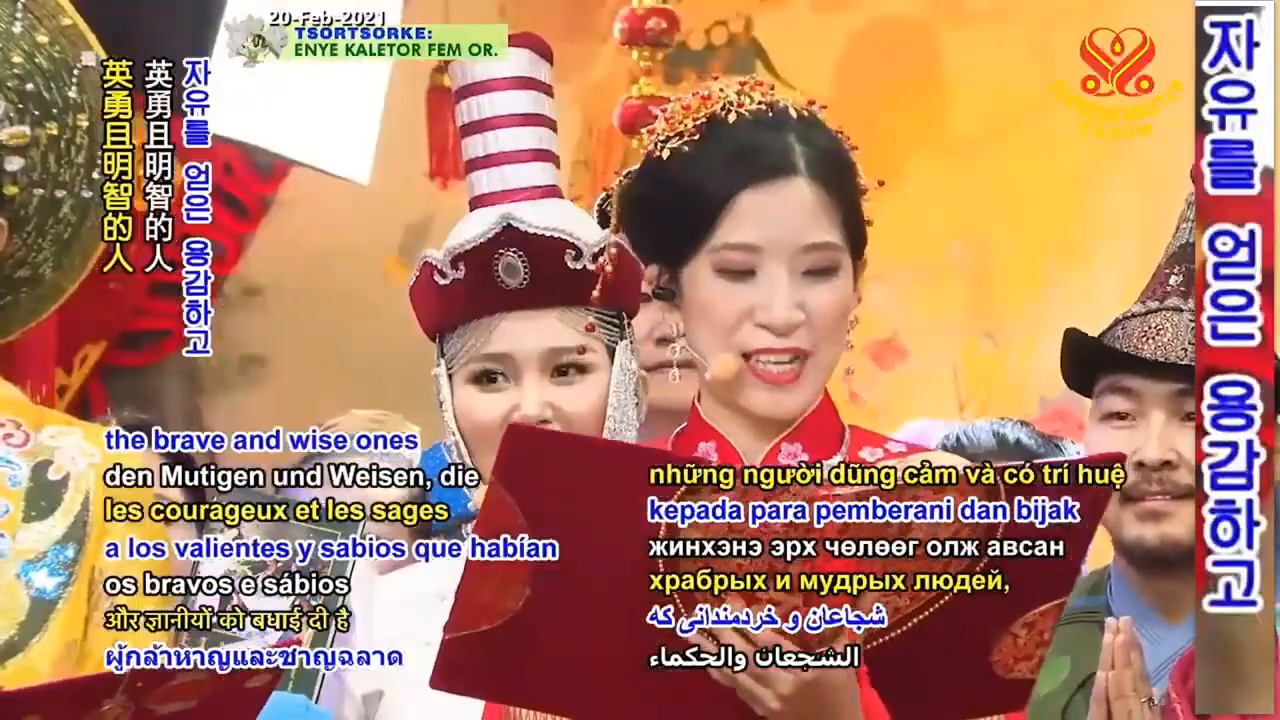 20-Feb-2021
TSORTSORKE:
ENYE KALETOR FEM OR.
자유를 얻은 용감하고
英勇且明智的人
英勇且明智的人
자유를 얻은 용감하고
the brave and wise ones
den Mutigen und Weisen, die
les courageux et les sages
a los valientes y sabios que habían
os bravos e sábios
और ज्ञानीयों को बधाई दी है
ผู้กล้าหาญและชาญฉลาด
những người dũng cảm và có trí huệ
kepada para pemberani dan bijak
жинхэнэ эрх чөлөөг олж авсан
храбрых и мудрых людей,
شجاعان و خردمندانی که
الشجعان والحكماء